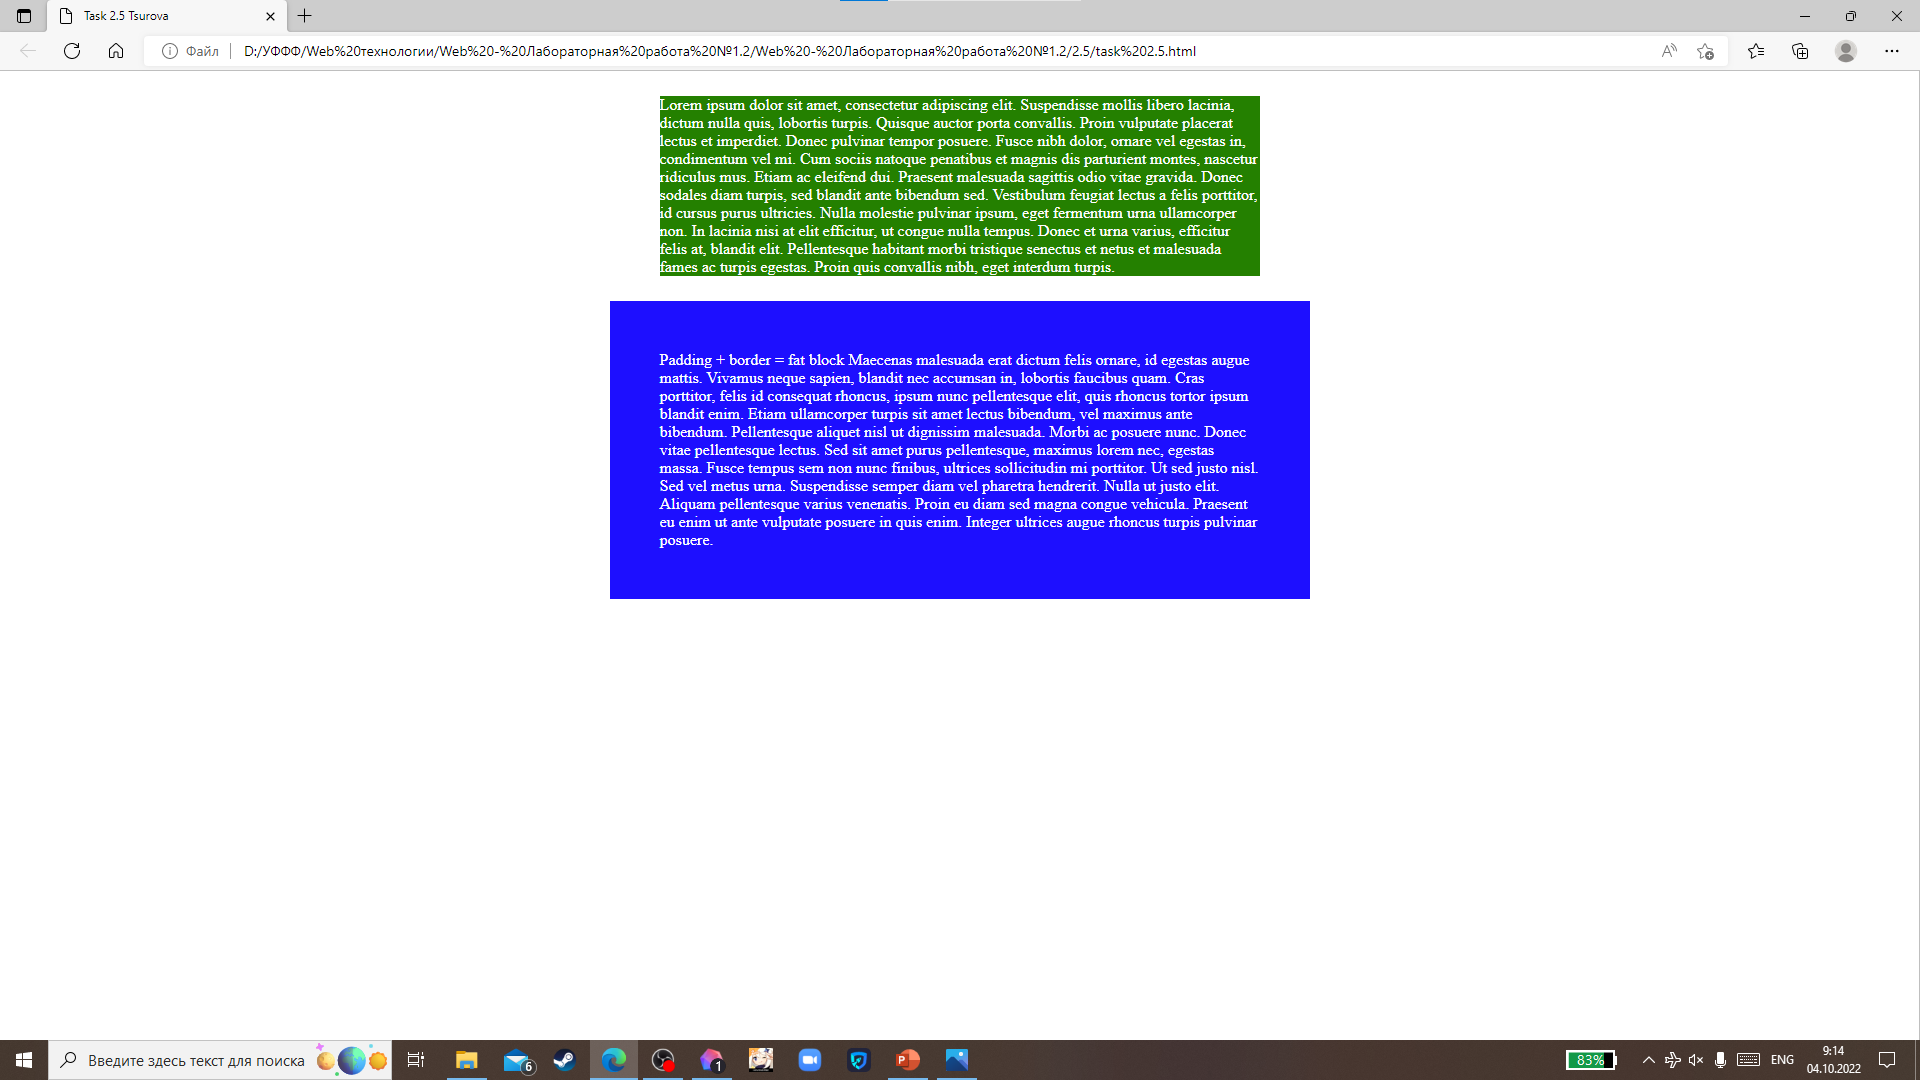 Task 2.5 Tsurova
Файл
D:/УФФФ/Web%20технологии/Web%20-%20Лабораторная%20работа%20№1.2/Web%20-%20Лабораторная%20работа%20№1.2/2.5/task%202.5.html
Lorem ipsum dolor sit amet, consectetur adipiscing elit. Suspendisse mollis libero lacinia,
dictum nulla quis, lobortis turpis. Quisque auctor porta convallis. Proin vulputate placerat
lectus et imperdiet. Donec pulvinar tempor posuere. Fusce nibh dolor, ornare vel egestas in,
condimentum vel mi. Cum sociis natoque penatibus et magnis dis parturient montes, nascetur
ridiculus mus. Etiam ac eleifend dui. Praesent malesuada sagittis odio vitae gravida. Donec
sodales diam turpis, sed blandit ante bibendum sed. Vestibulum feugiat lectus a felis porttitor,
id cursus purus ultricies. Nulla molestie pulvinar ipsum, eget fermentum urna ullamcorper
non. In lacinia nisi at elit efficitur, ut congue nulla tempus. Donec et urna varius, efficitur
felis at, blandit elit. Pellentesque habitant morbi tristique senectus et netus et malesuada
fames ac turpis egestas. Proin quis convallis nibh, eget interdum turpis.
Padding + border = fat block Maecenas malesuada erat dictum felis ornare, id egestas augue
mattis. Vivamus neque sapien, blandit nec accumsan in, lobortis faucibus quam. Cras
porttitor, felis id consequat rhoncus, ipsum nunc pellentesque elit, quis rhoncus tortor ipsum
blandit enim. Etiam ullamcorper turpis sit amet lectus bibendum, vel maximus ante
bibendum. Pellentesque aliquet nisl ut dignissim malesuada. Morbi ac posuere nunc. Donec
vitae pellentesque lectus. Sed sit amet purus pellentesque, maximus lorem nec, egestas
massa. Fusce tempus sem non nunc finibus, ultrices sollicitudin mi porttitor. Ut sed justo nisl.
Sed vel metus urna. Suspendisse semper diam vel pharetra hendrerit. Nulla ut justo elit.
Aliquam pellentesque varius venenatis. Proin eu diam sed magna congue vehicula. Praesent
eu enim ut ante vulputate posuere in quis enim. Integer ultrices augue rhoncus turpis pulvinar
posuere.
Введите здесь текст для поиска
6
1
83%
ENG
9:14
04.10.2022